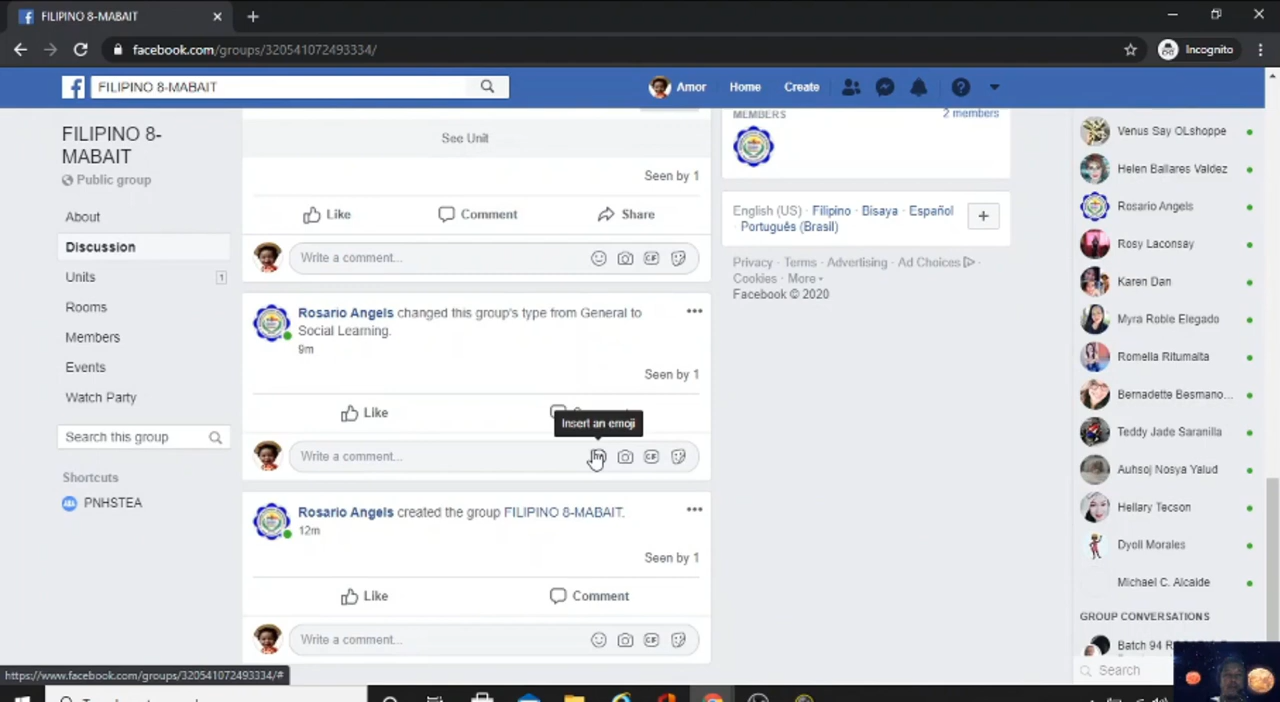 FILIPINO 8-MABAIT
facebook.com/groups/320541072493334/
Incognito
FILIPINO 8-MABAIT
Amor
Home
Create
FILIPINO 8-
MABAIT
Public group
About
Discussion
Units
1
Rooms
Members
Events
Watch Party
Search this group
Shortcuts
PNHSTEA
See Unit
Seen by 1
Like
Comment
Share
Write a comment...
Rosario Angels changed this group's type from General to
Social Learning.
9m
Seen by 1
Like
Insert an emoji
Write a comment...
Rosario Angels created the group FILIPINO 8-MABAIT.
12m
Seen by 1
Like
Comment
Write a comment...
MEMBERS
2 members
English (US) · Filipino · Bisaya · Español
· Português (Brasil)
Privacy · Terms · Advertising · Ad Choices ·
Cookies · More
Facebook © 2020
Venus Say OLshoppe
Helen Ballares Valdez
Rosario Angels
Rosy Laconsay
Karen Dan
Myra Roble Elegado
Romella Ritumalta
Bernadette Besmano...
Teddy Jade Saranilla
Auhsoj Nosya Yalud
Hellary Tecson
Dyoll Morales
Michael C. Alcalde
GROUP CONVERSATIONS
Batch 94
Search
https://www.facebook.com/groups/320541072493334/#